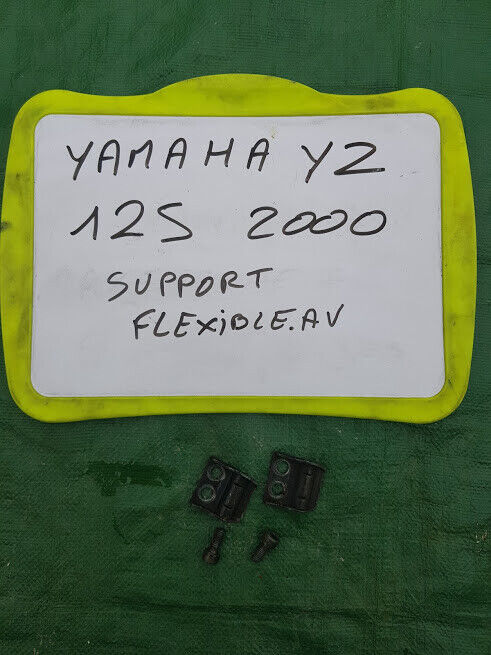 YAMAHA YZ
125 2000
SUPPORT
FLEXiBLE.AV